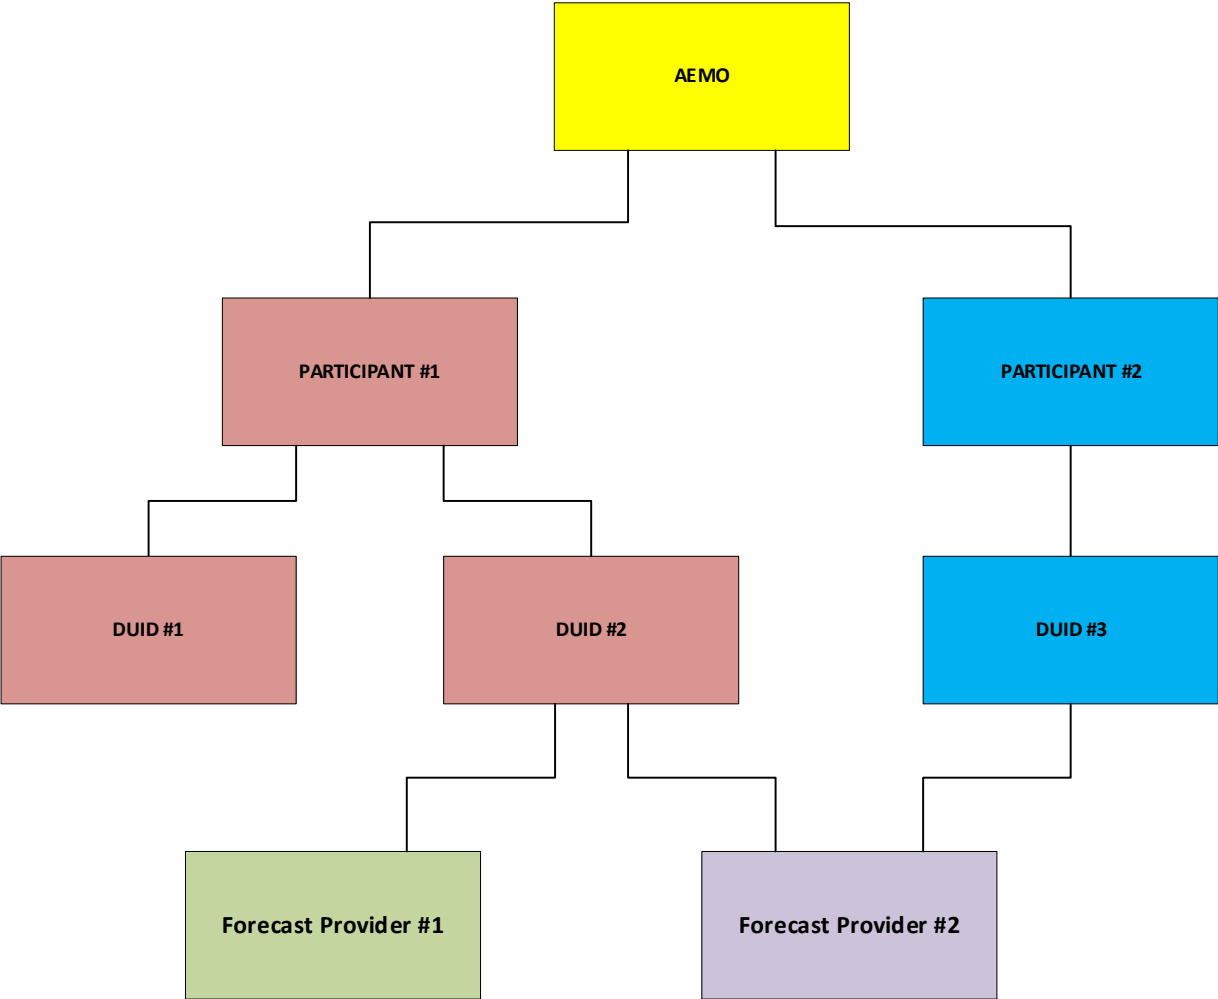 AEMO
PARTICIPANT #1
PARTICIPANT #2
DUID #1
DUID #2
DUID #3
Forecast Provider #1
Forecast Provider #2